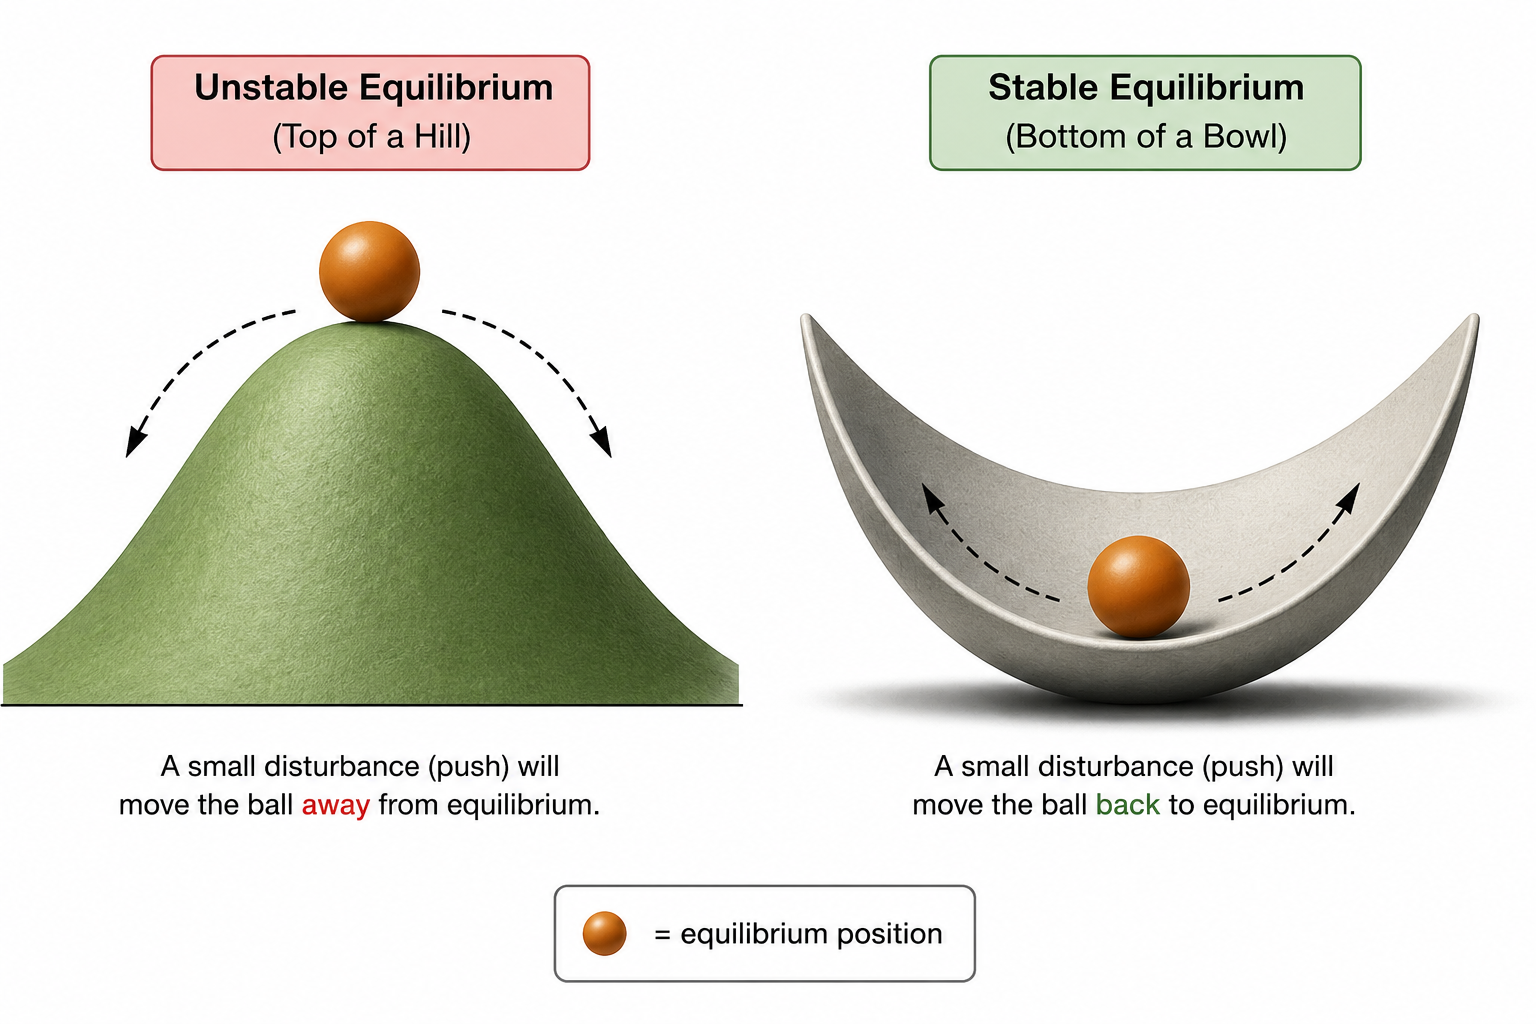 Unstable Equilibrium
(Top of a Hill)
Stable Equilibrium
(Bottom of a Bowl)
A small disturbance (push) will
move the ball away from equilibrium.
A small disturbance (push) will
move the ball back to equilibrium.
= equilibrium position